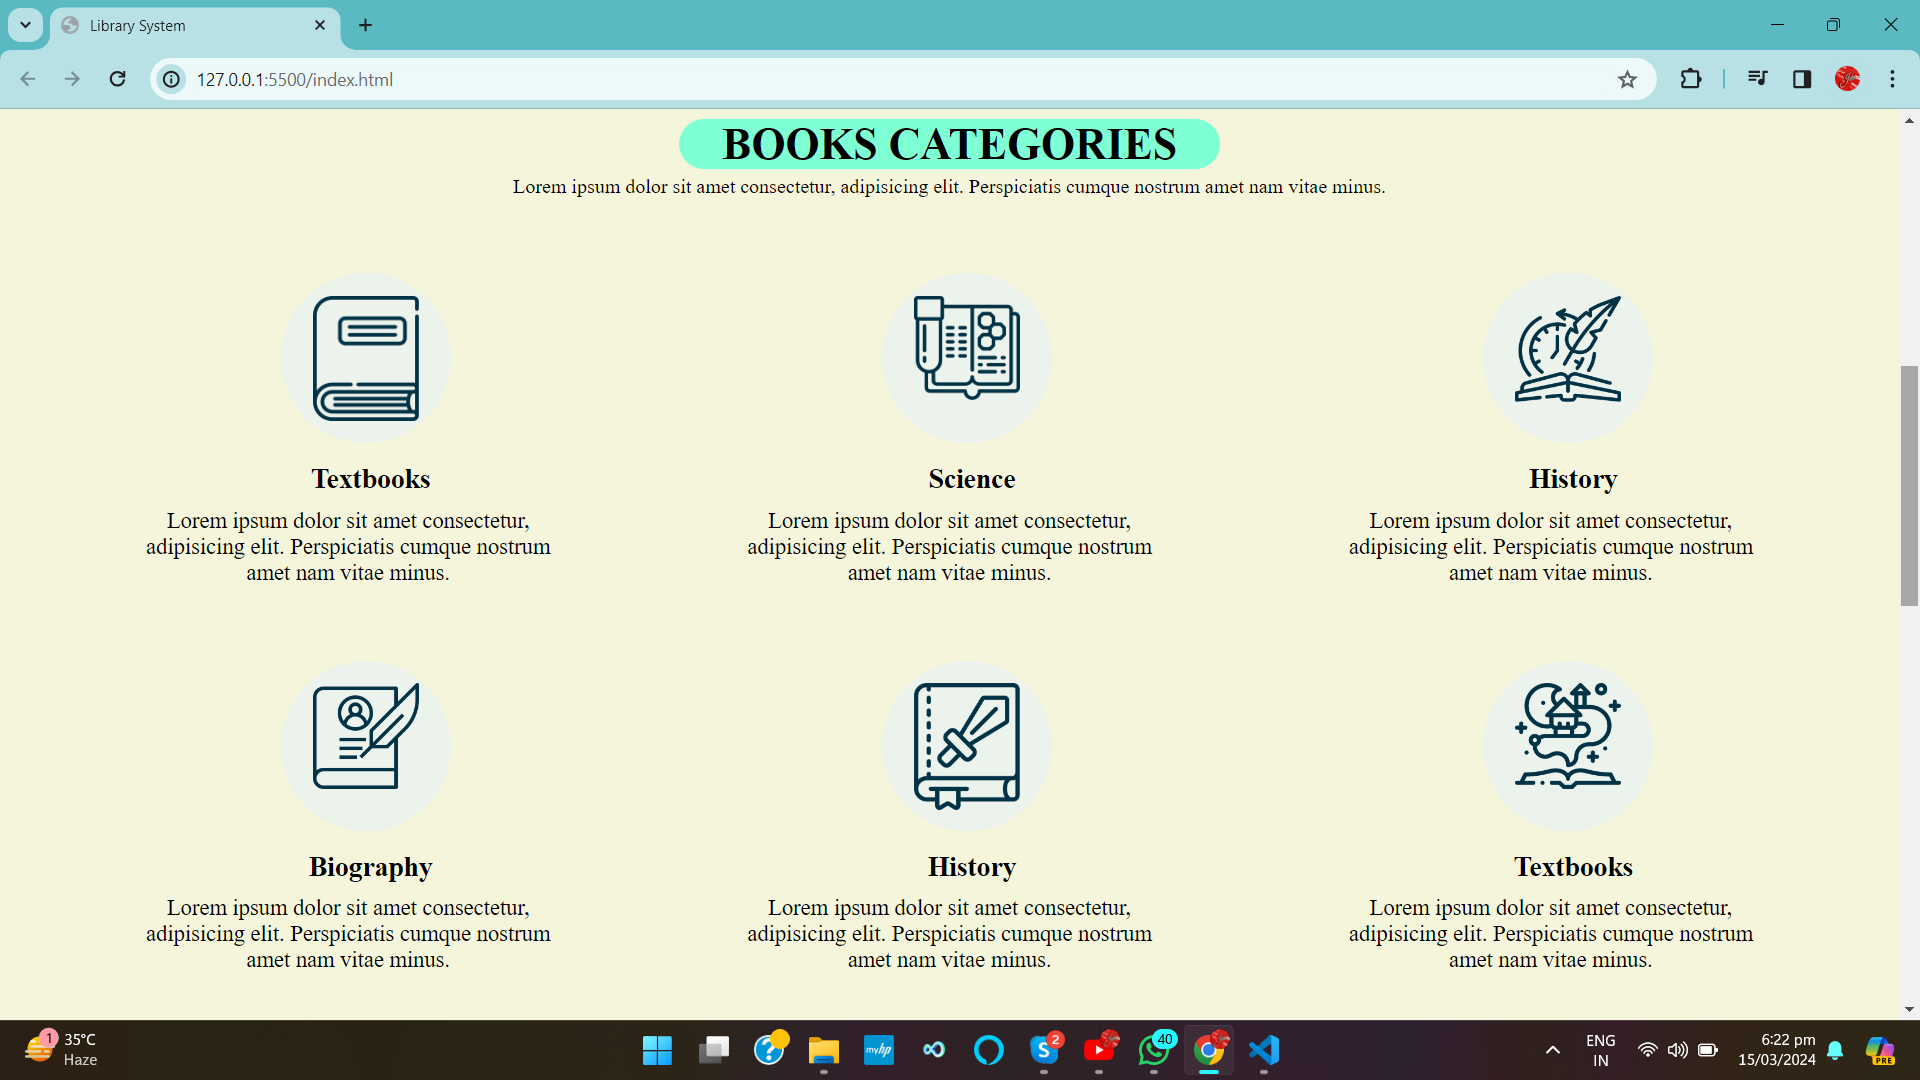 Library System
127.0.0.1:5500/index.html
BOOKS CATEGORIES
Lorem ipsum dolor sit amet consectetur, adipisicing elit. Perspiciatis cumque nostrum amet nam vitae minus.
Textbooks
Lorem ipsum dolor sit amet consectetur,
adipisicing elit. Perspiciatis cumque nostrum
amet nam vitae minus.
Science
Lorem ipsum dolor sit amet consectetur,
adipisicing elit. Perspiciatis cumque nostrum
amet nam vitae minus.
History
Lorem ipsum dolor sit amet consectetur,
adipisicing elit. Perspiciatis cumque nostrum
amet nam vitae minus.
Biography
Lorem ipsum dolor sit amet consectetur,
adipisicing elit. Perspiciatis cumque nostrum
amet nam vitae minus.
History
Lorem ipsum dolor sit amet consectetur,
adipisicing elit. Perspiciatis cumque nostrum
amet nam vitae minus.
Textbooks
Lorem ipsum dolor sit amet consectetur,
adipisicing elit. Perspiciatis cumque nostrum
amet nam vitae minus.
1
35°C
Haze
?
myhp
S
2
40
ENG
IN
6:22 pm
15/03/2024
PRE